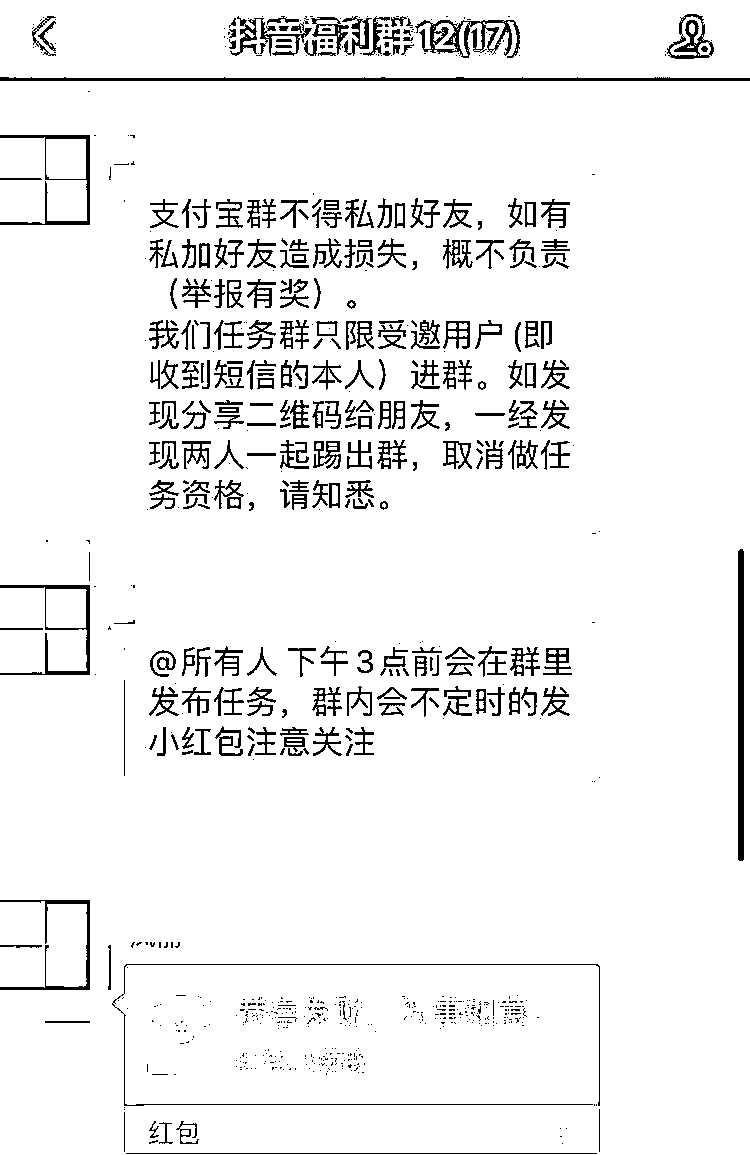 抖音福利群12(17)
支付宝群不得私加好友，如有
私加好友造成损失，概不负责
（举报有奖）。
我们任务群只限受邀用户(即
收到短信的本人）进群。如发
现分享二维码给朋友，一经发
现两人一起踢出群，取消做任
务资格，请知悉。
@所有人 下午3点前会在群里
发布任务，群内会不定时的发
小红包注意关注
红包